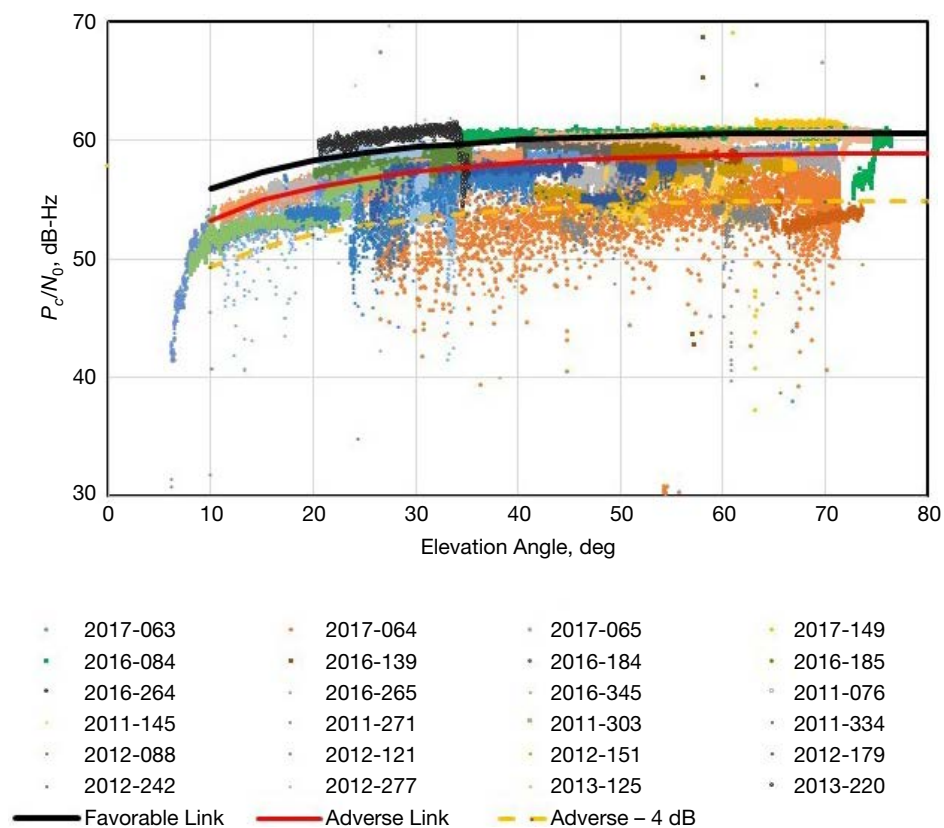 70
60
50
40
30
P_c/N_0, dB-Hz
0 10 20 30 40 50 60 70 80
Elevation Angle, deg
2017-063 2017-064 2017-065 2017-149
2016-084 2016-139 2016-184 2016-185
2016-264 2016-265 2016-345 2011-076
2011-145 2011-271 2011-303 2011-334
2012-088 2012-121 2012-151 2012-179
2012-242 2012-277 2013-125 2013-220
Favorable Link Adverse Link Adverse – 4 dB